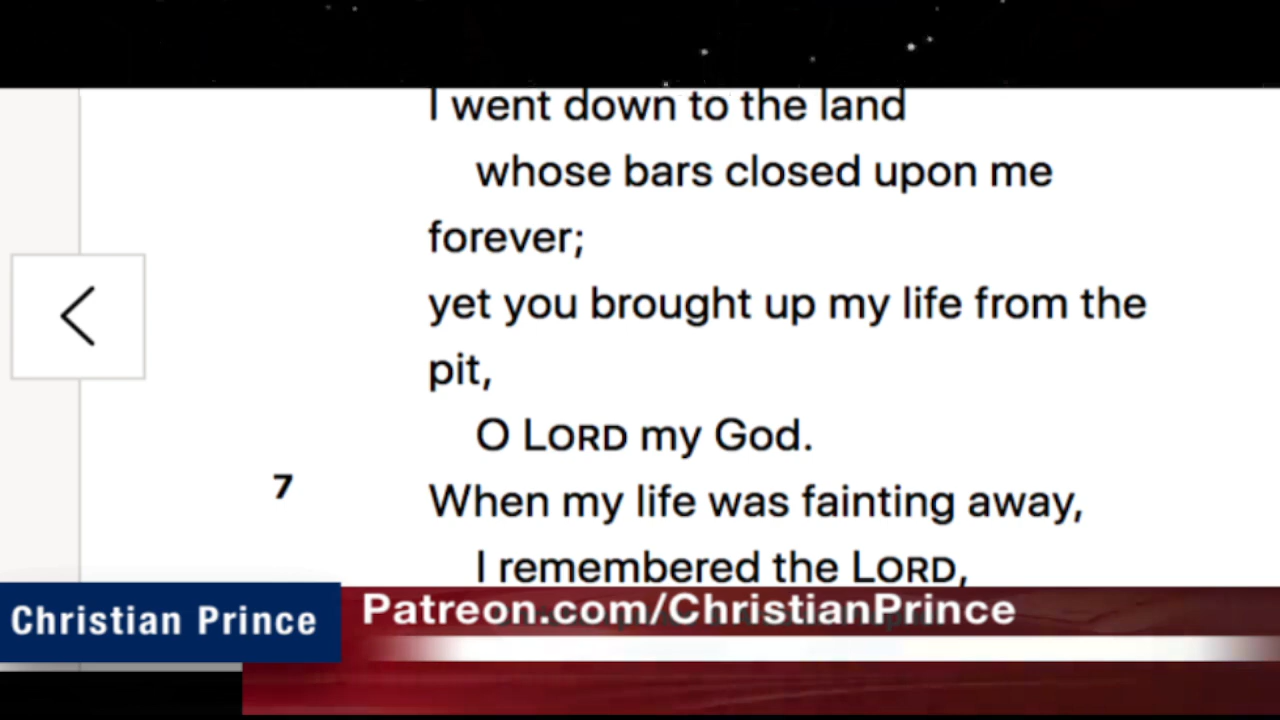 I went down to the land
whose bars closed upon me
forever;
yet you brought up my life from the
pit,
O LORD my God.
7
When my life was fainting away,
I remembered the LORD,
Christian Prince
Patreon.com/ChristianPrince